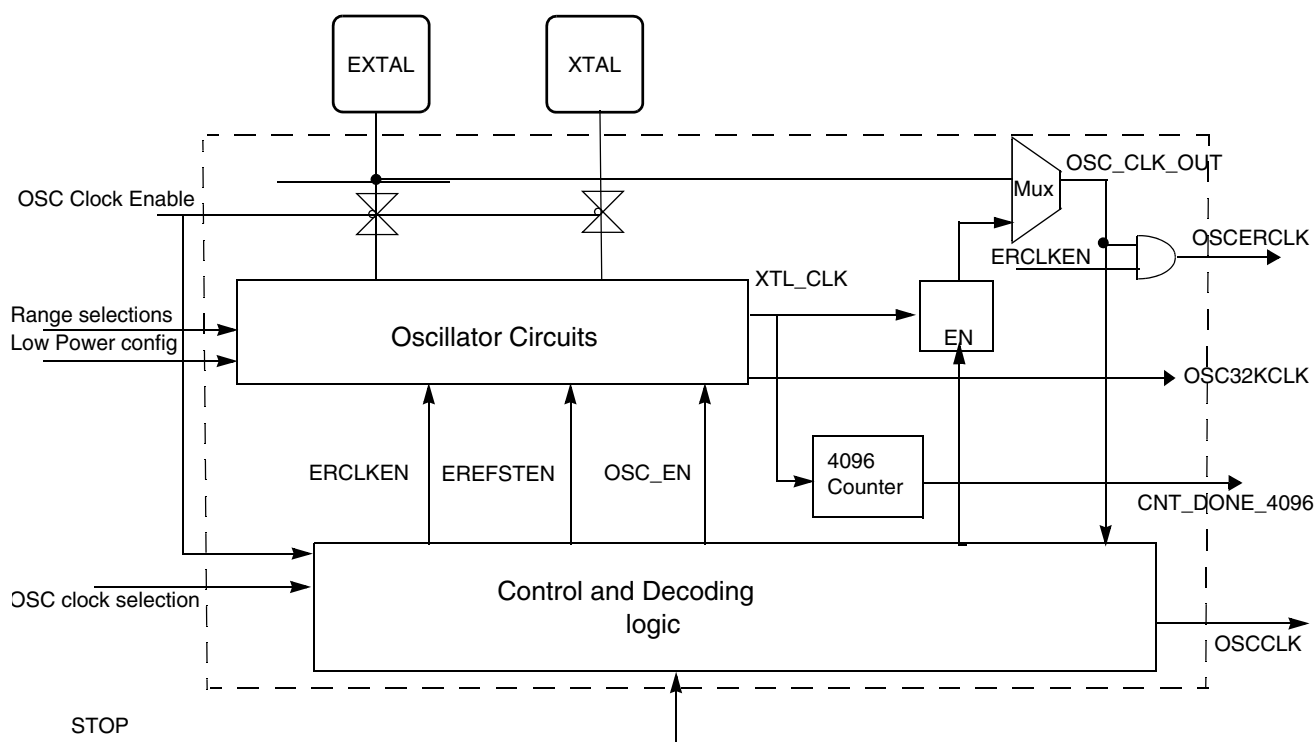 EXTAL
XTAL
OSC_CLK_OUT
Mux
OSC Clock Enable
OSCERCLK
ERCLKEN
XTL_CLK
Range selections
Low Power config
Oscillator Circuits
EN
OSC32KCLK
ERCLKEN
EREFSTEN
OSC_EN
4096
Counter
CNT_DONE_4096
Control and Decoding
logic
OSC clock selection
OSCCLK
STOP